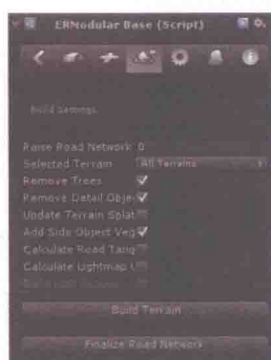 ERModular Base (Script)
Build Settings
Raise Road Network 0
Selected Terrain All Terrains
Remove Trees
Remove Detail Obje
Update Terrain Splat
Add Side Object Veg
Calculate Road Tang
Calculate Lightmap U
Build Terrain
Finalize Road Network